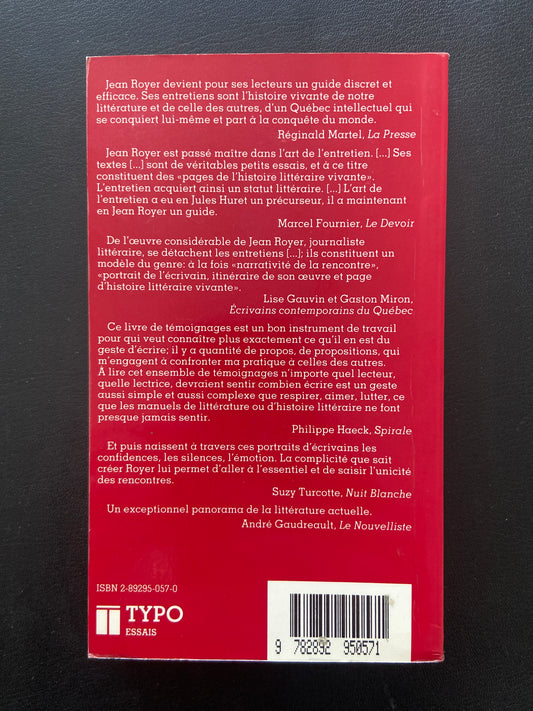 Jean Royer devient pour ses lecteurs un guide discret et
efficace. Ses entretiens sont l'histoire vivante de notre
littérature et de celle des autres, d'un Québec intellectuel qui
se conquiert lui-même et part à la conquête du monde.
Réginald Martel, La Presse
Jean Royer est passé maître dans l'art de l'entretien. [...] Ses
textes [...] sont de véritables petits essais, et à ce titre
constituent des «pages de l'histoire littéraire vivante».
L'entretien acquiert ainsi un statut littéraire. [...] L'art de
l'entretien a eu en Jules Huret un précurseur, il a maintenant
en Jean Royer un guide.
Marcel Fournier, Le Devoir
De l'œuvre considérable de Jean Royer, journaliste
littéraire, se détachent les entretiens [...]; ils constituent un
modèle du genre: à la fois «narrativité de la rencontre»,
«portrait de l'écrivain, itinéraire de son œuvre et page
d'histoire littéraire vivante».
Lise Gauvin et Gaston Miron,
Écrivains contemporains du Québec
Ce livre de témoignages est un bon instrument de travail
pour qui veut connaître plus exactement ce qu'il en est du
geste d'écrire; il y a quantité de propos, de propositions, qui
m'engagent à confronter ma pratique à celles des autres.
À lire cet ensemble de témoignages n'importe quel lecteur,
quelle lectrice, devraient sentir combien écrire est un geste
aussi simple et aussi complexe que respirer, aimer, lutter, ce
que les manuels de littérature ou d'histoire littéraire ne font
presque jamais sentir.
Philippe Haeck, Spirale
Et puis naissent à travers ces portraits d'écrivains les
confidences, les silences, l'émotion. La complicité que sait
créer Royer lui permet d'aller à l'essentiel et de saisir l'unicité
des rencontres.
Suzy Turcotte, Nuit Blanche
Un exceptionnel panorama de la littérature actuelle.
André Gaudreault, Le Nouvelliste
ISBN 2-89295-057-0
TYPO
ESSAIS
9 782892 950571